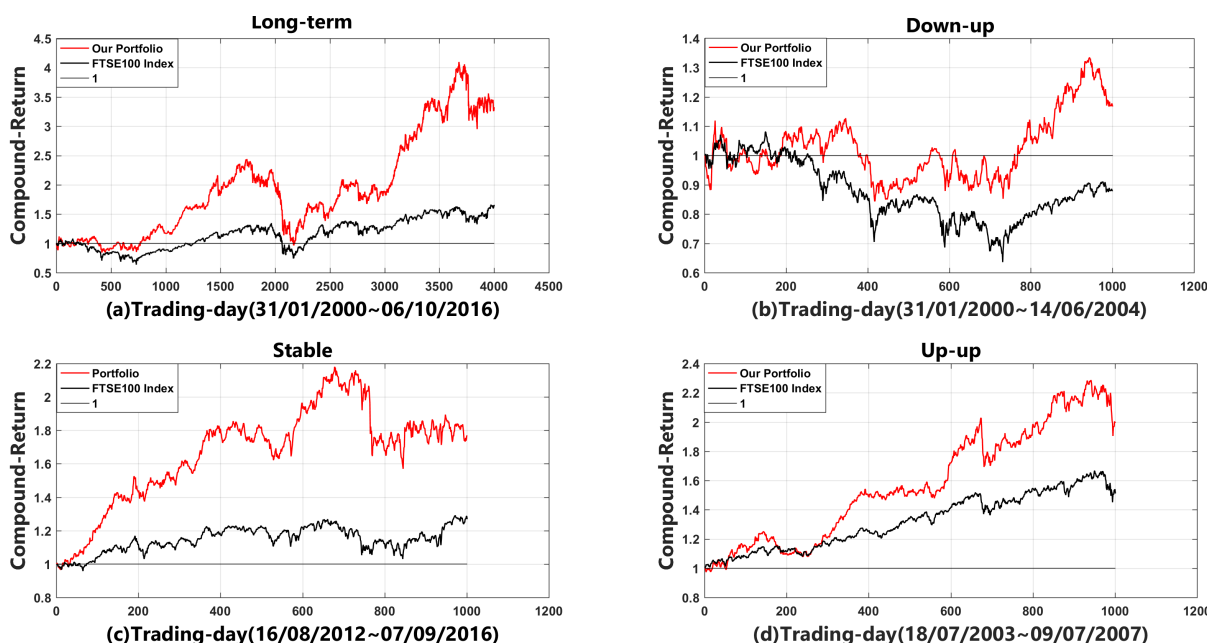 Long-term
Compound-Return
4.5
4
3.5
3
2.5
2
1.5
1
0.5
Our Portfolio
FTSE100 Index
1
0 500 1000 1500 2000 2500 3000 3500 4000 4500
(a)Trading-day(31/01/2000~06/10/2016)
Down-up
Compound-Return
1.4
1.3
1.2
1.1
1
0.9
0.8
0.7
0.6
Our Portfolio
FTSE100 Index
1
0 200 400 600 800 1000 1200
(b)Trading-day(31/01/2000~14/06/2004)
Stable
Compound-Return
2.2
2
1.8
1.6
1.4
1.2
1
0.8
Portfolio
FTSE100 Index
1
0 200 400 600 800 1000 1200
(c)Trading-day(16/08/2012~07/09/2016)
Up-up
Compound-Return
2.4
2.2
2
1.8
1.6
1.4
1.2
1
0.8
Our Portfolio
FTSE100 Index
1
0 200 400 600 800 1000 1200
(d)Trading-day(18/07/2003~09/07/2007)